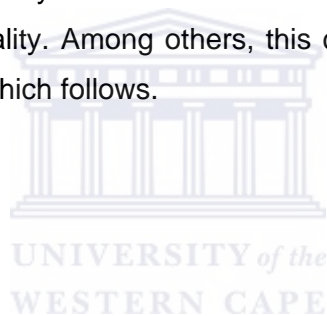 ality. Among others, this
hich follows.
UNIVERSITY of the
WESTERN CAPE